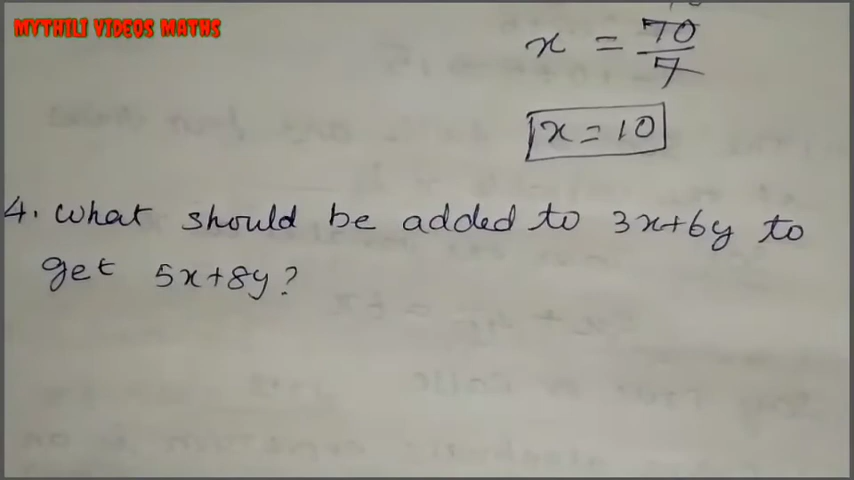 MYTHILI VIDEOS MATHS
x = 70/7
x = 10
4. What should be added to 3x+6y to
get 5x+8y?